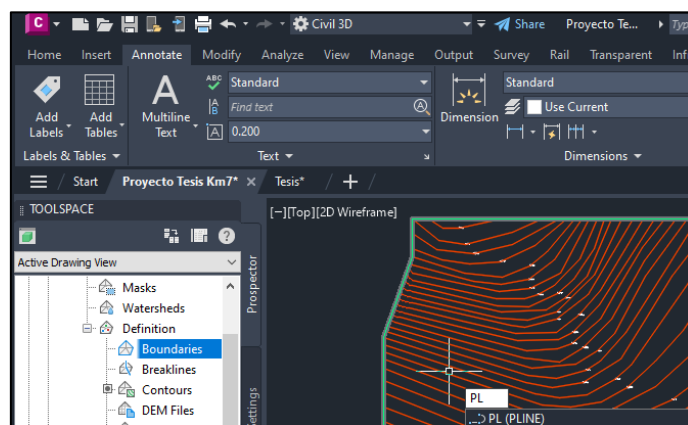 C Civil 3D Share Proyecto Te... Typ
Home Insert Annotate Modify Analyze View Manage Output Survey Rail Transparent Inf
ABC Standard Standard
A B Find text Use Current
Add Labels Add Tables Multiline Text A 0.200 Dimension
Labels & Tables Text Dimensions
Start Proyecto Tesis Km7* Tesis*
TOOLSPACE [−][Top][2D Wireframe]
Active Drawing View
Prospector
Masks
Watersheds
Definition
Boundaries
Breaklines
Contours
DEM Files
ettings
PL
PL (PLINE)